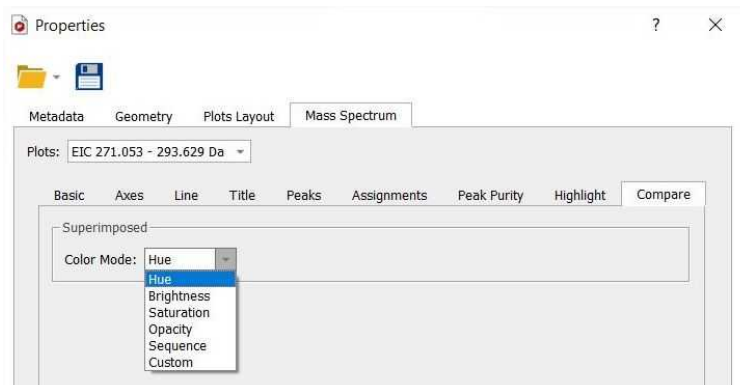 Properties
?
Metadata Geometry Plots Layout Mass Spectrum
Plots: EIC 271.053 - 293.629 Da
Basic Axes Line Title Peaks Assignments Peak Purity Highlight Compare
Superimposed
Color Mode: Hue
Hue
Brightness
Saturation
Opacity
Sequence
Custom